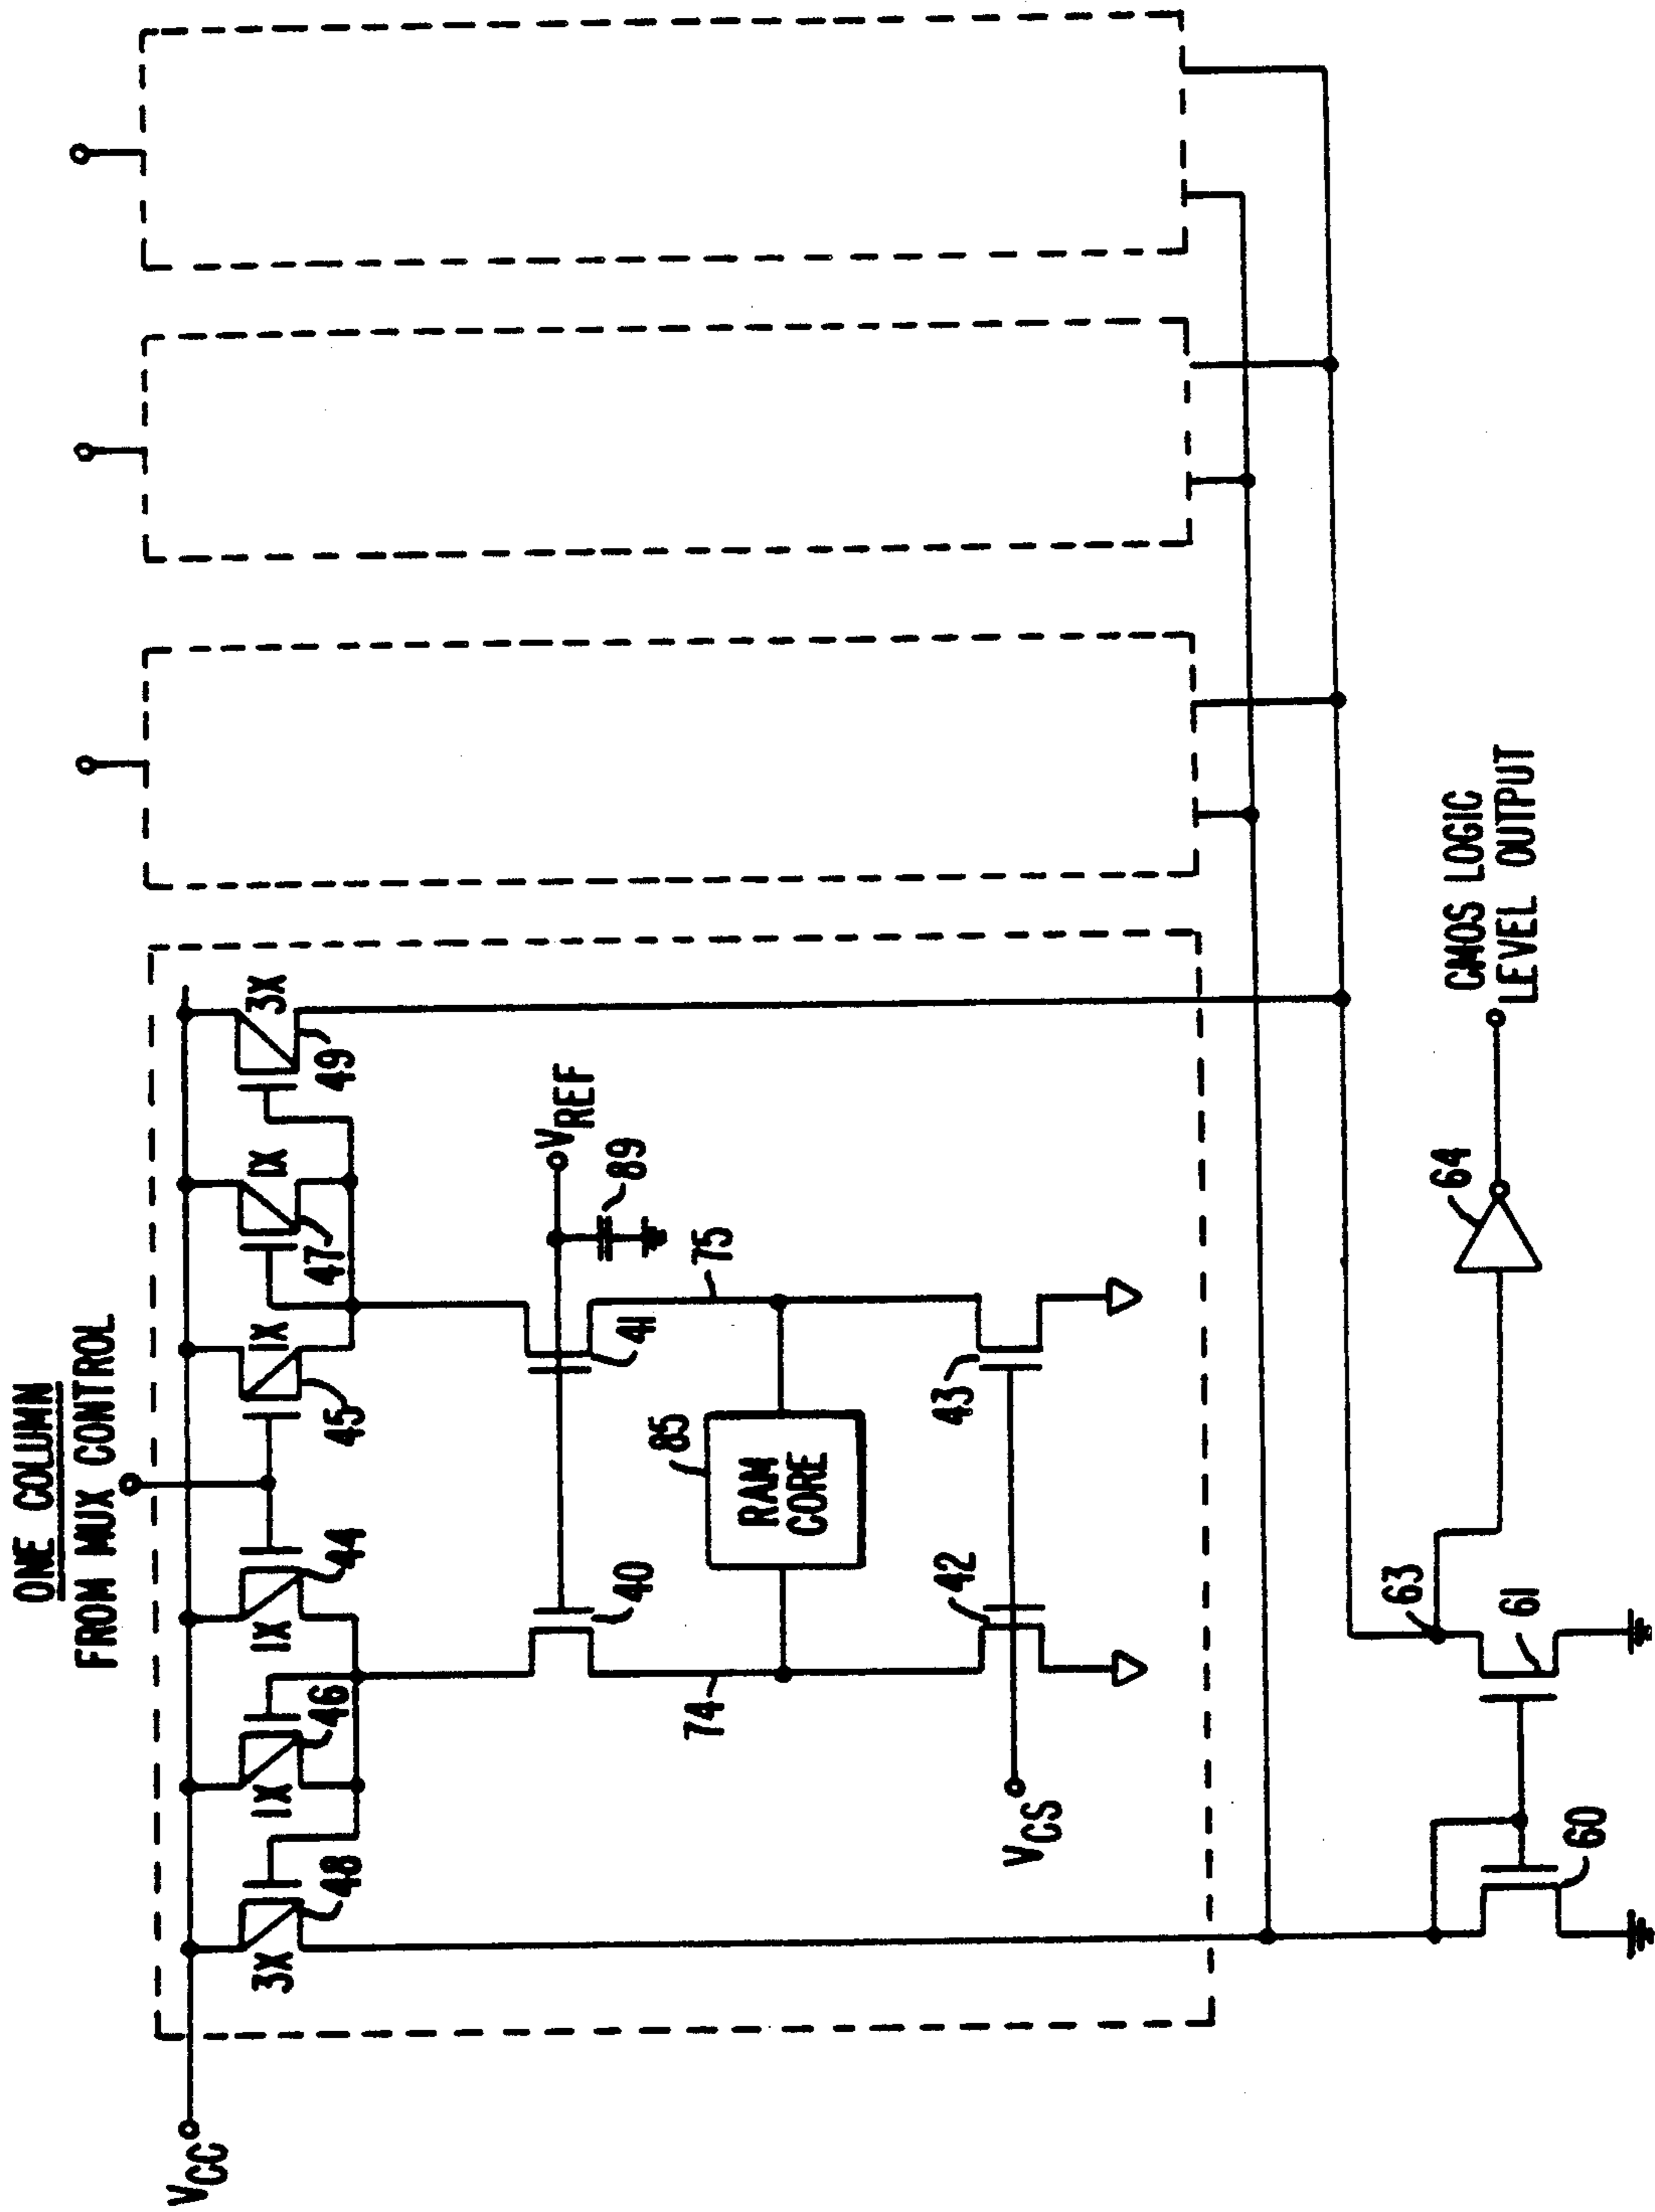 ONE COLUMN
FROM MUX CONTROL
VCC
3X
48
1X
46
1X
44
45
1X
47
1X
49
3X
VREF
89
40
41
74
75
85
RAM
CORE
42
43
VCS
60
61
63
64
CMOS LOGIC
LEVEL OUTPUT